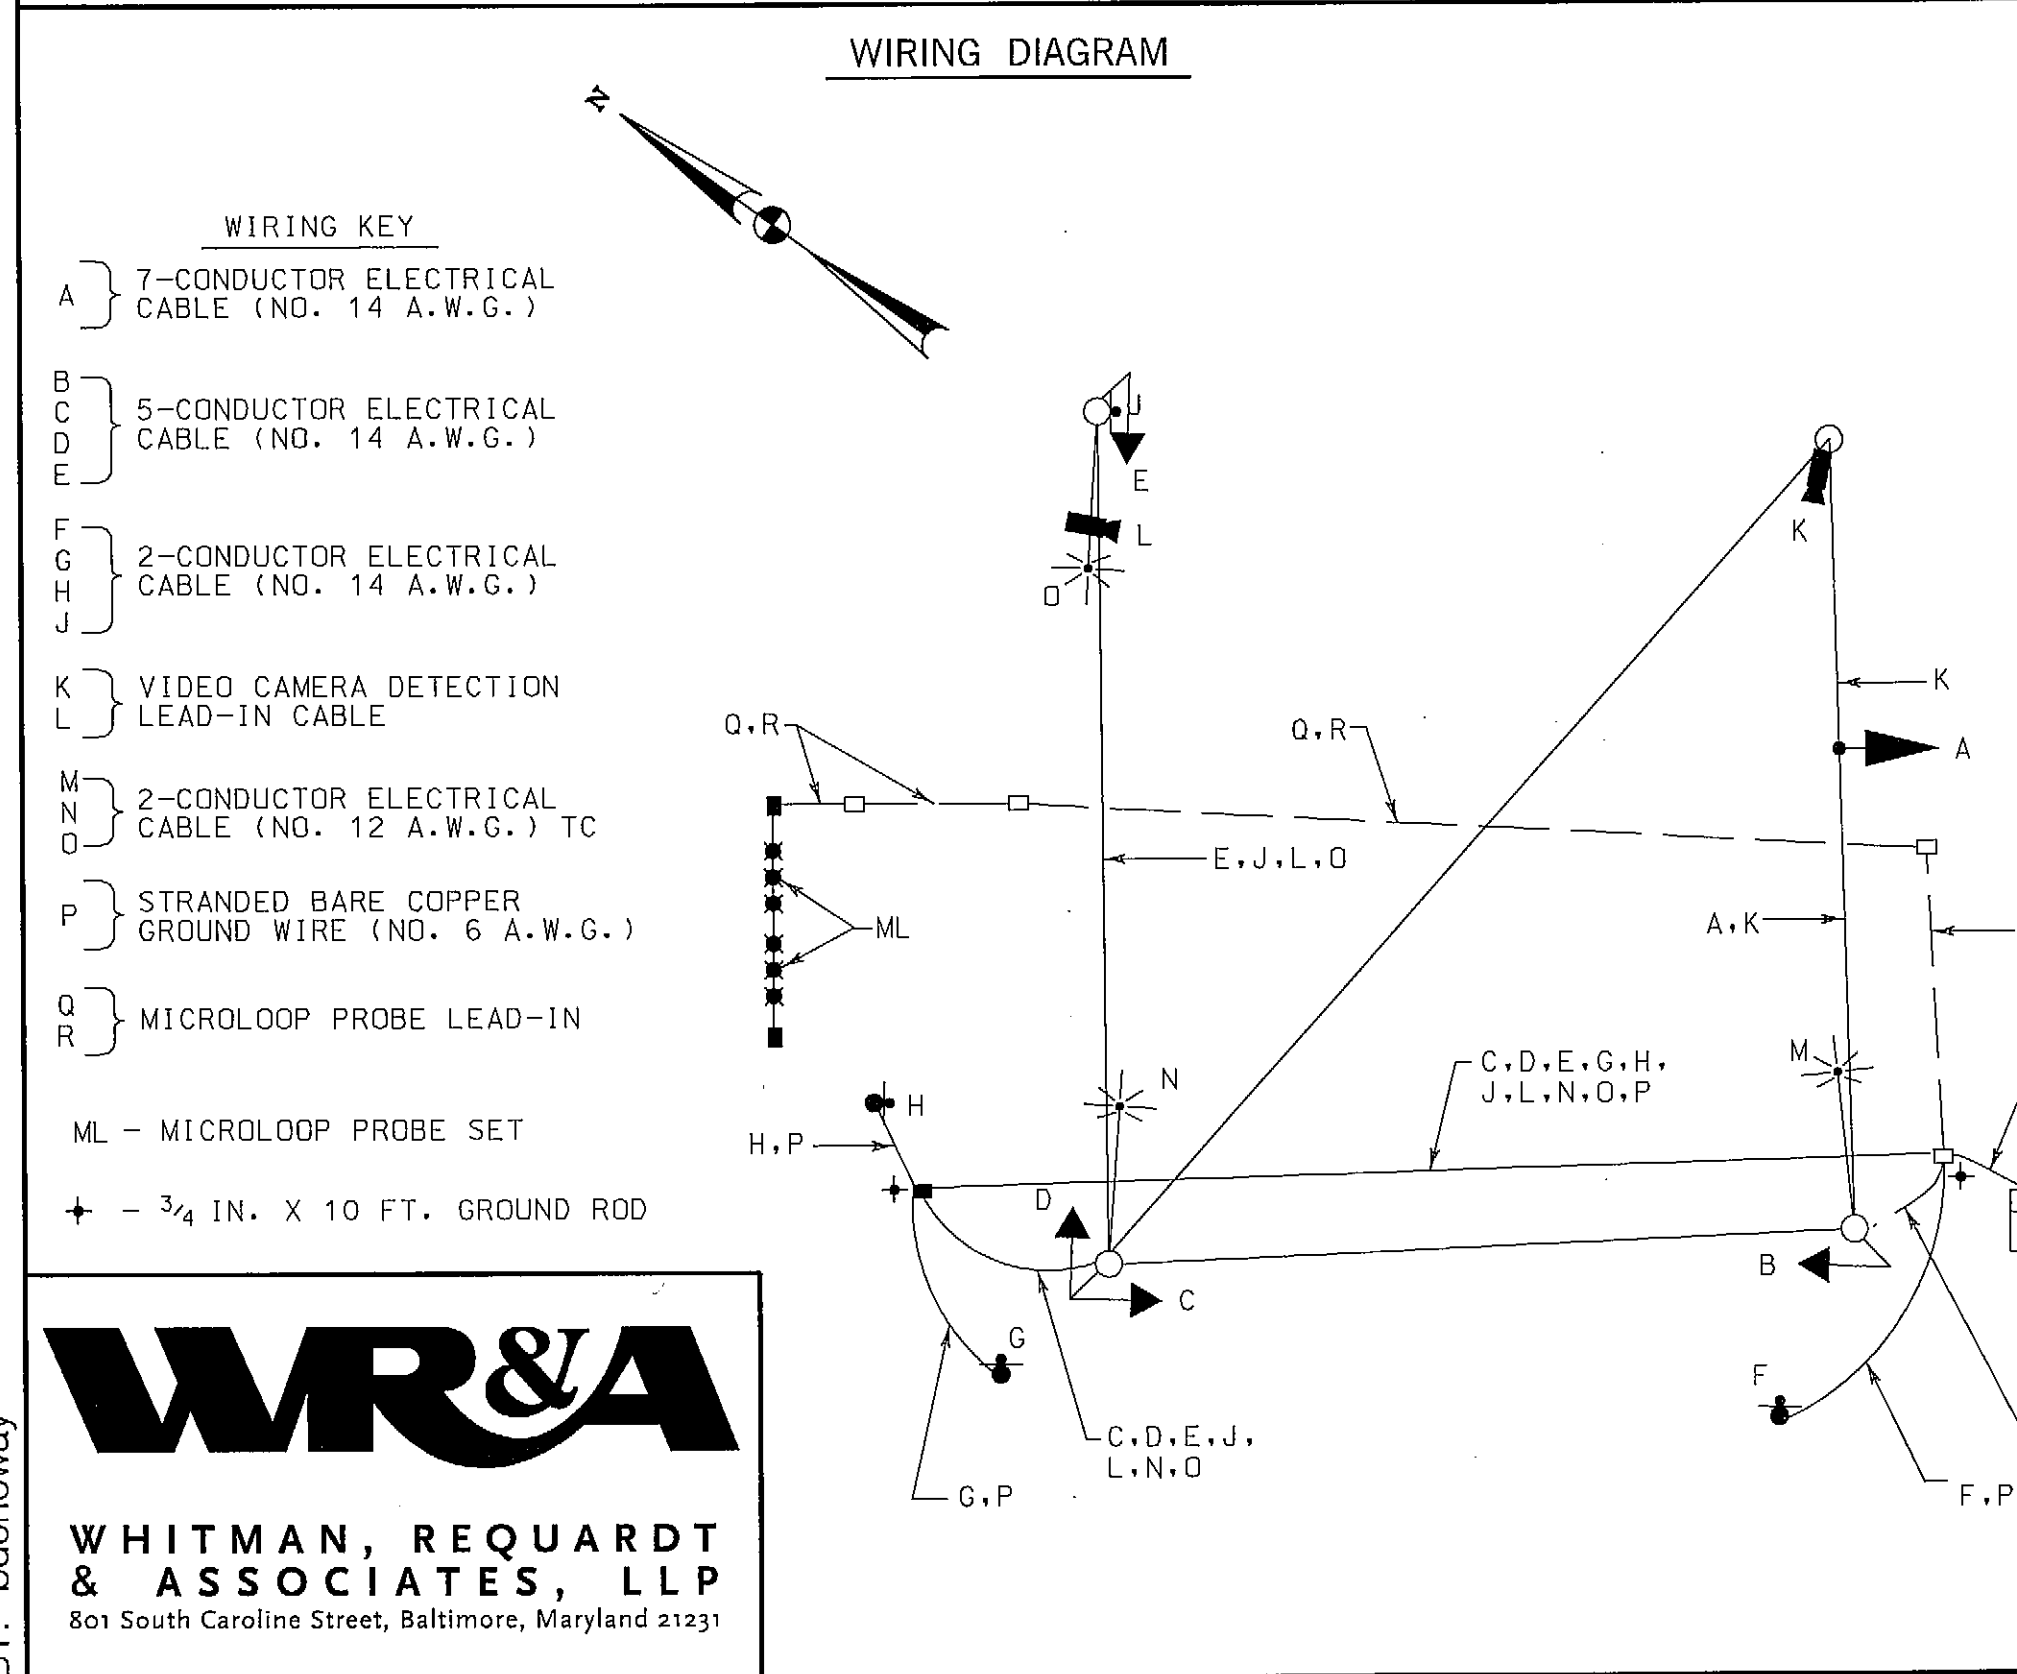 WIRING DIAGRAM
N
WIRING KEY
A
7-CONDUCTOR ELECTRICAL
CABLE (NO. 14 A.W.G.)
B
C
D
E
5-CONDUCTOR ELECTRICAL
CABLE (NO. 14 A.W.G.)
F
G
H
J
2-CONDUCTOR ELECTRICAL
CABLE (NO. 14 A.W.G.)
K
L
VIDEO CAMERA DETECTION
LEAD-IN CABLE
M
N
O
2-CONDUCTOR ELECTRICAL
CABLE (NO. 12 A.W.G.) TC
P
STRANDED BARE COPPER
GROUND WIRE (NO. 6 A.W.G.)
Q
R
MICROLOOP PROBE LEAD-IN
ML - MICROLOOP PROBE SET
- 3/4 IN. X 10 FT. GROUND ROD
J
E
L
O
K
K
A
Q,R
Q,R
E,J,L,O
A,K
ML
M
N
C,D,E,G,H,
J,L,N,O,P
H
H,P
D
C
B
G
F
C,D,E,J,
L,N,O
G,P
F,P
WR&A
WHITMAN, REQUARDT
& ASSOCIATES, LLP
801 South Caroline Street, Baltimore, Maryland 21231